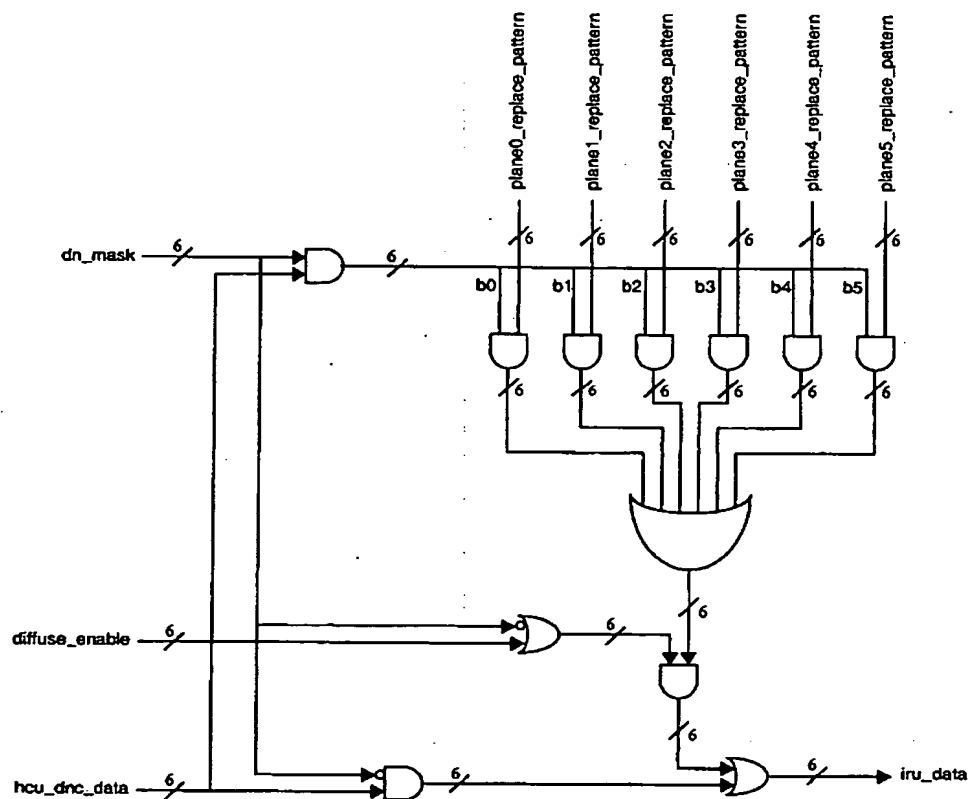 plane0_replace_pattern
plane1_replace_pattern
plane2_replace_pattern
plane3_replace_pattern
plane4_replace_pattern
plane5_replace_pattern
6 6 6 6 6 6
dn_mask 6 6
b0 b1 b2 b3 b4 b5
6 6 6 6 6 6
6
diffuse_enable 6 6
6
hcu_dnc_data 6 6 6 iru_data